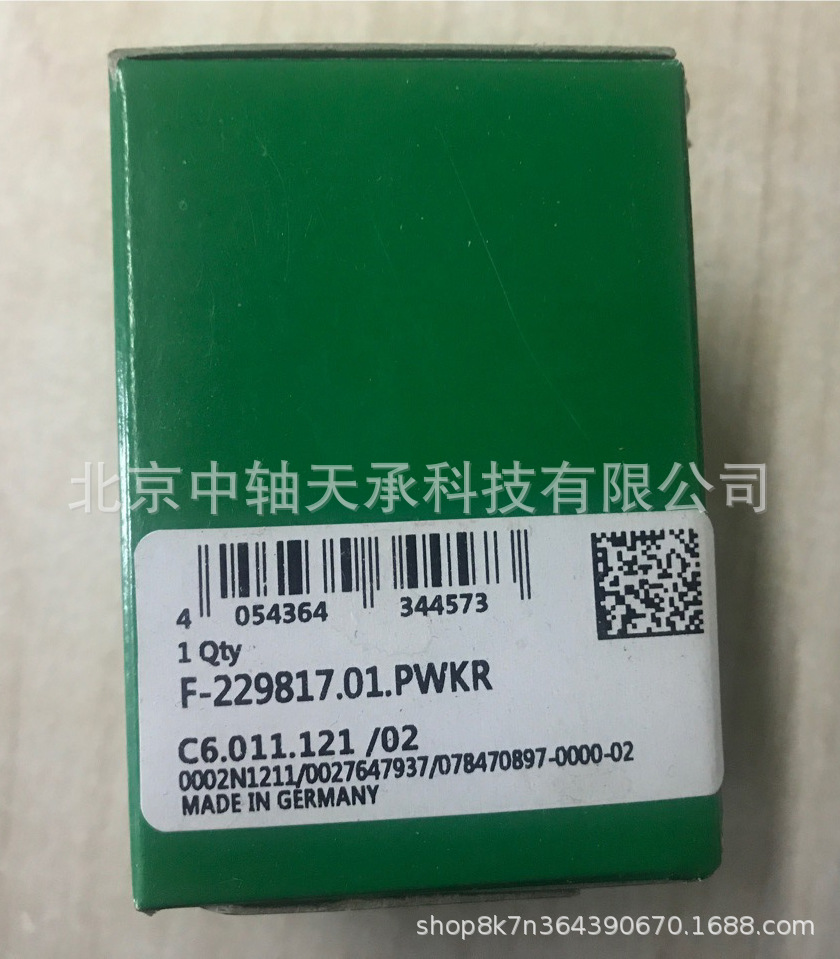 北京中轴天承科技有限公司
4 054364 344573
1 Qty
F-229817.01.PWKR
C6.011.121 /02
0002N1211/0027647937/078470897-0000-02
MADE IN GERMANY
shop8k7n364390670.1688.com